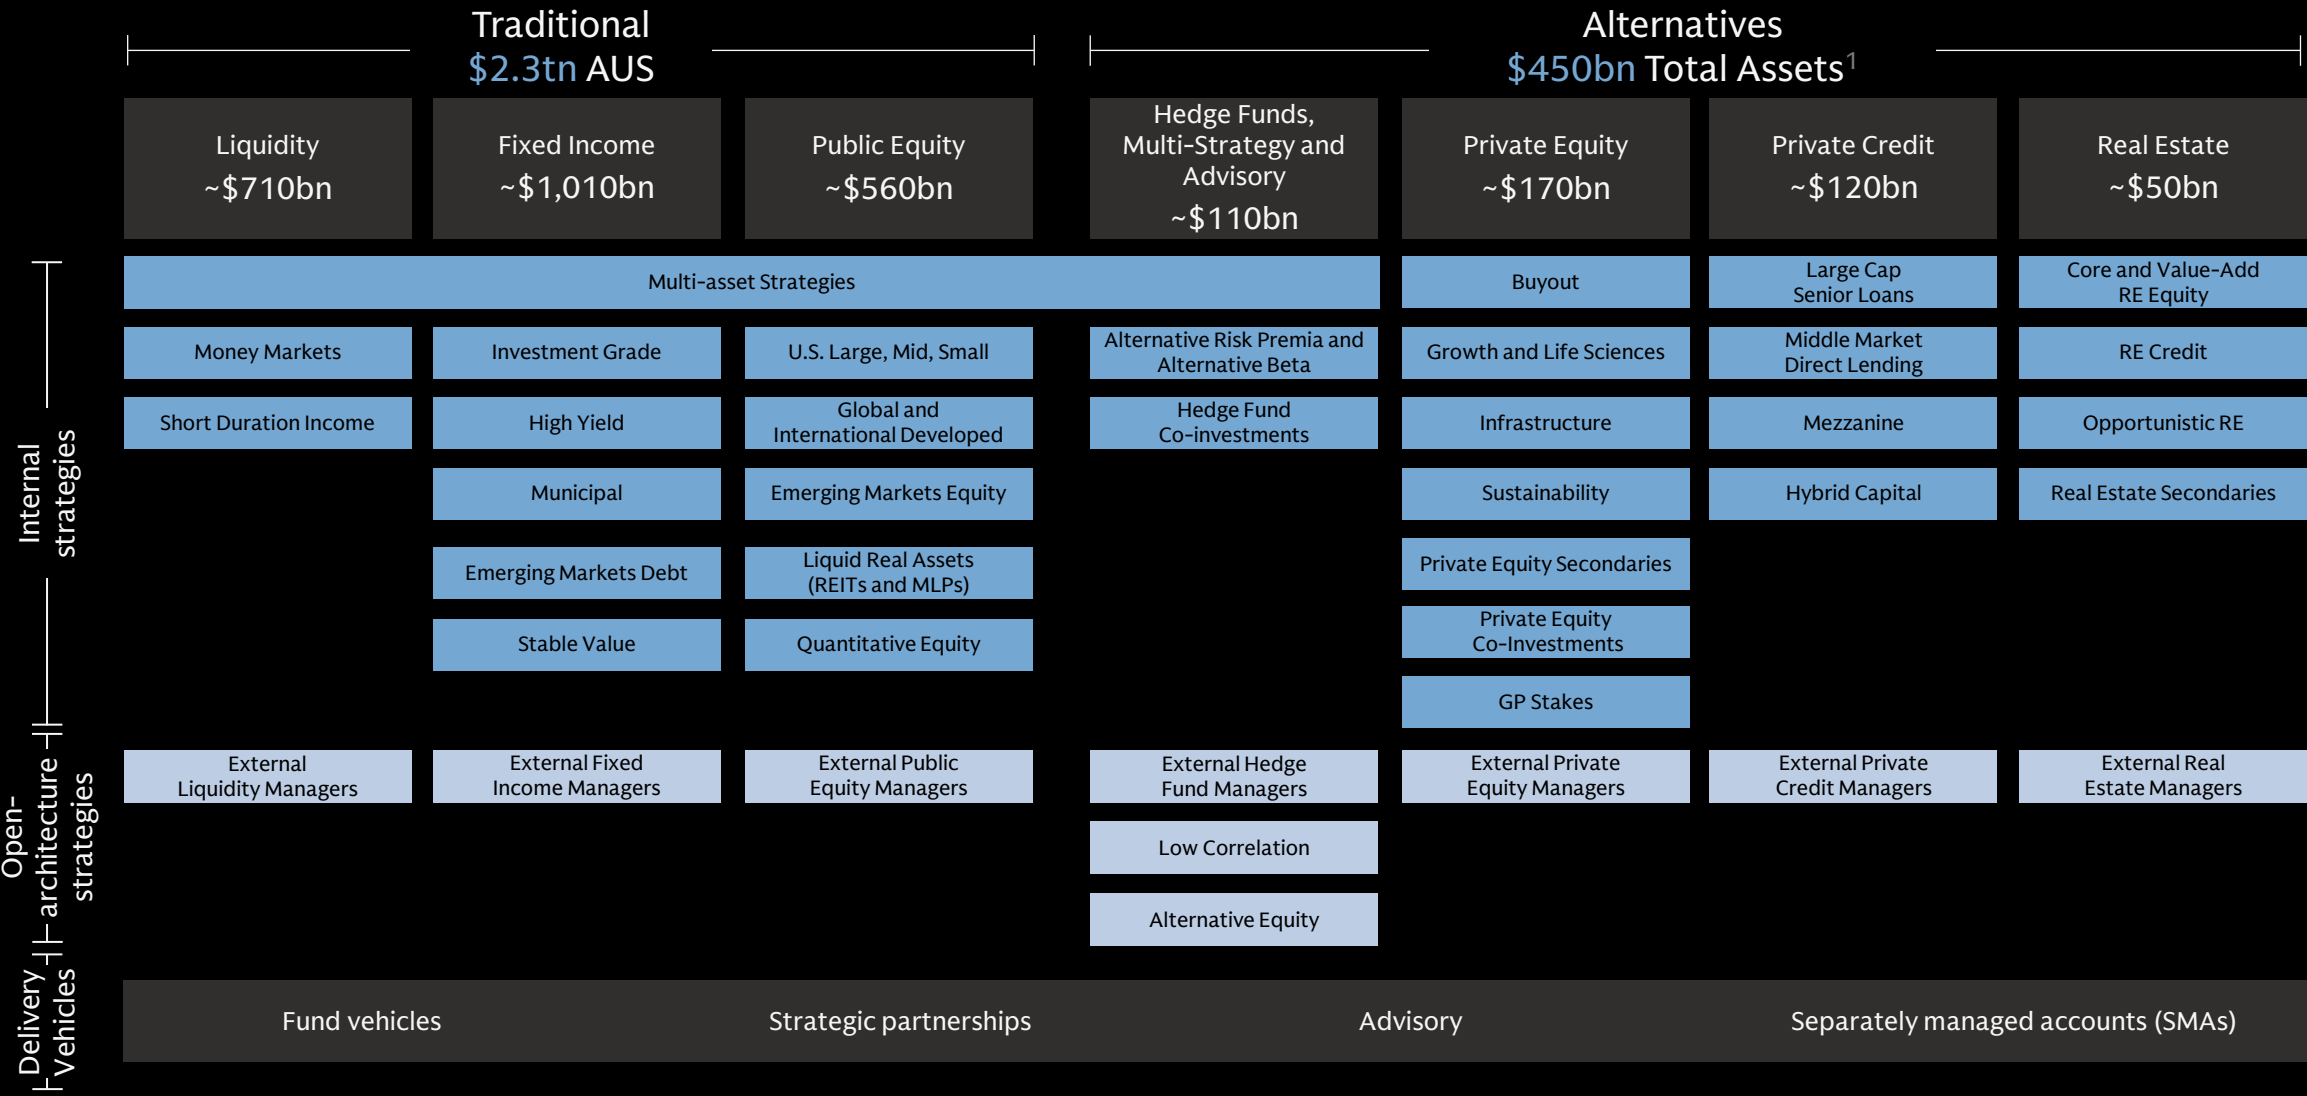 Traditional
$2.3tn AUS
Alternatives
$450bn Total Assets1
Liquidity
~$710bn
Fixed Income
~$1,010bn
Public Equity
~$560bn
Hedge Funds,
Multi-Strategy and
Advisory
~$110bn
Private Equity
~$170bn
Private Credit
~$120bn
Real Estate
~$50bn
Internal
strategies
Multi-asset Strategies
Buyout
Large Cap
Senior Loans
Core and Value-Add
RE Equity
Money Markets
Investment Grade
U.S. Large, Mid, Small
Alternative Risk Premia and
Alternative Beta
Growth and Life Sciences
Middle Market
Direct Lending
RE Credit
Short Duration Income
High Yield
Global and
International Developed
Hedge Fund
Co-investments
Infrastructure
Mezzanine
Opportunistic RE
Municipal
Emerging Markets Equity
Sustainability
Hybrid Capital
Real Estate Secondaries
Emerging Markets Debt
Liquid Real Assets
(REITs and MLPs)
Private Equity Secondaries
Stable Value
Quantitative Equity
Private Equity
Co-Investments
GP Stakes
Open-
architecture
strategies
External
Liquidity Managers
External Fixed
Income Managers
External Public
Equity Managers
External Hedge
Fund Managers
External Private
Equity Managers
External Private
Credit Managers
External Real
Estate Managers
Low Correlation
Alternative Equity
Delivery
Vehicles
Fund vehicles
Strategic partnerships
Advisory
Separately managed accounts (SMAs)